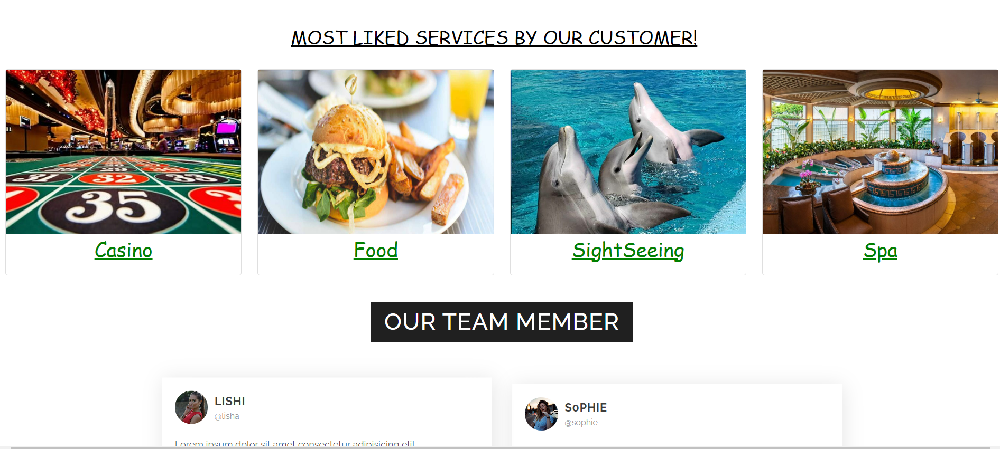 MOST LIKED SERVICES BY OUR CUSTOMER!
31 32 33
35
Casino
Food
SightSeeing
Spa
OUR TEAM MEMBER
LISHI
@lisha
Lorem ipsum dolor sit amet consectetur adipisicing elit.
SoPHIE
@sophie